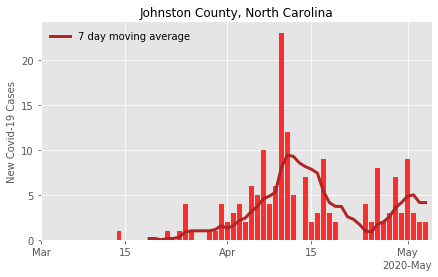 Johnston County, North Carolina
7 day moving average
New Covid-19 Cases
20
15
10
5
0
Mar
15
Apr
15
May
2020-May